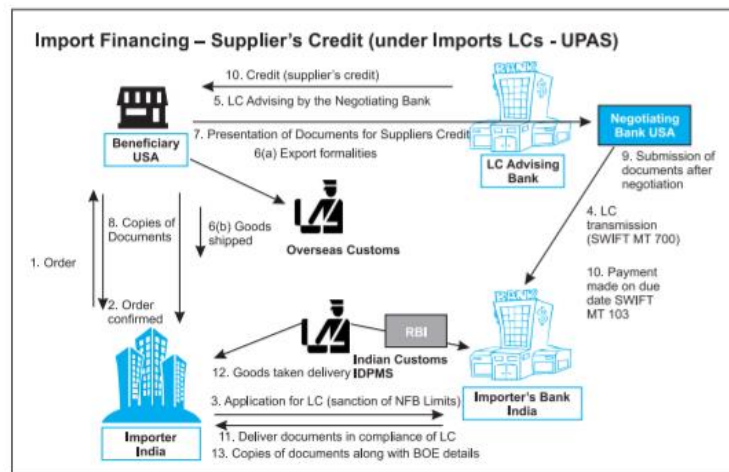 Import Financing – Supplier's Credit (under Imports LCs - UPAS)
10. Credit (supplier's credit)
5. LC Advising by the Negotiating Bank
BANK
Negotiating
Bank USA
7. Presentation of Documents for Suppliers Credit
Beneficiary
USA
6(a) Export formalities
LC Advising
Bank
9. Submission of
documents after
negotiation
8. Copies of
Documents
6(b) Goods
shipped
Overseas Customs
4. LC
transmission
(SWIFT MT 700)
1. Order
10. Payment
made on due
date SWIFT
MT 103
2. Order
confirmed
BANK
RBI
Indian Customs
IDPMS
12. Goods taken delivery
3. Application for LC (sanction of NFB Limits)
Importer's Bank
India
Importer
India
11. Deliver documents in compliance of LC
13. Copies of documents along with BOE details